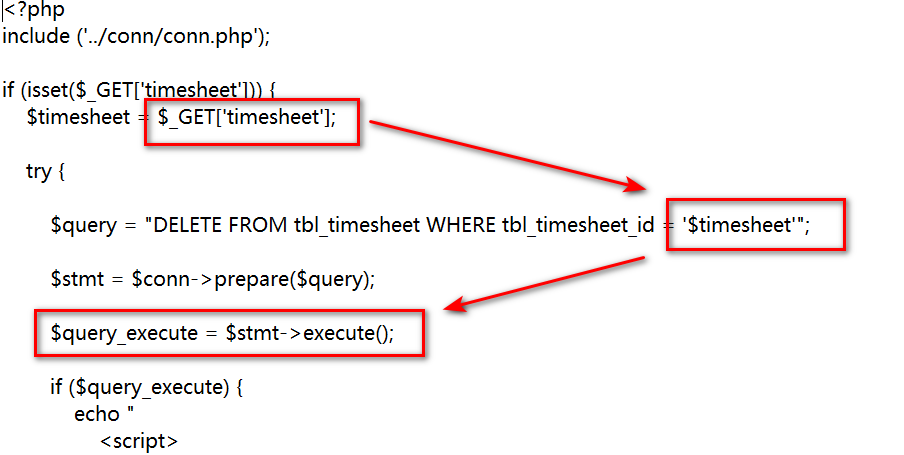 <?php
include ('../conn/conn.php');
if (isset($_GET['timesheet'])) {
$timesheet = $_GET['timesheet'];
try {
$query = "DELETE FROM tbl_timesheet WHERE tbl_timesheet_id = '$timesheet'";
$stmt = $conn->prepare($query);
$query_execute = $stmt->execute();
if ($query_execute) {
echo "
<script>